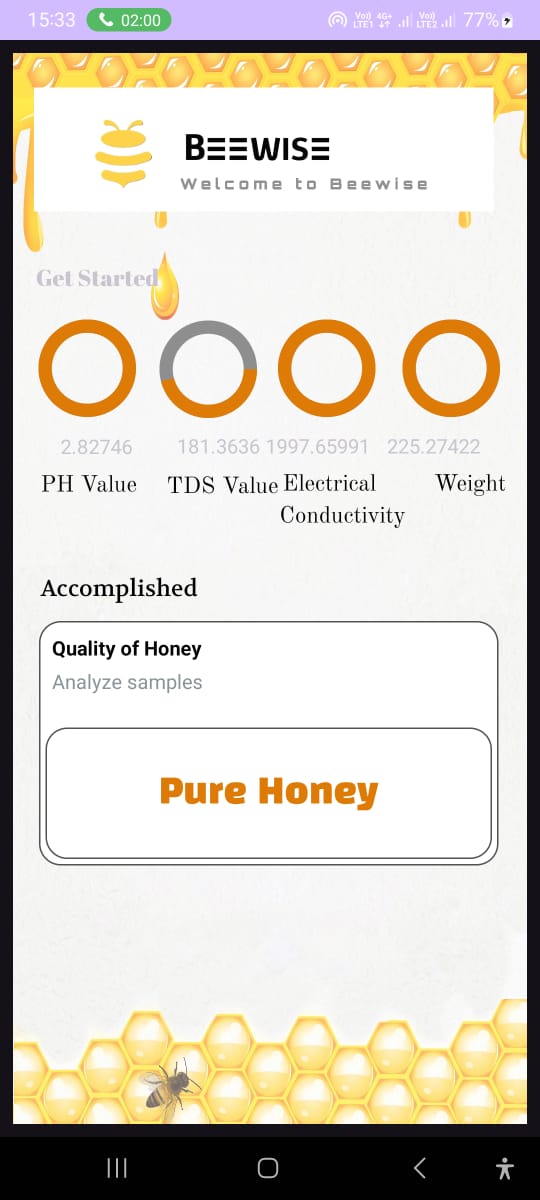 15:33 02:00 Vo) LTE1 4G+ Vo) LTE2 77%
BEEWISE
Welcome to Beewise
Get Started
2.82746 181.3636 1997.65991 225.27422
PH Value TDS Value Electrical Conductivity Weight
Accomplished
Quality of Honey
Analyze samples
Pure Honey